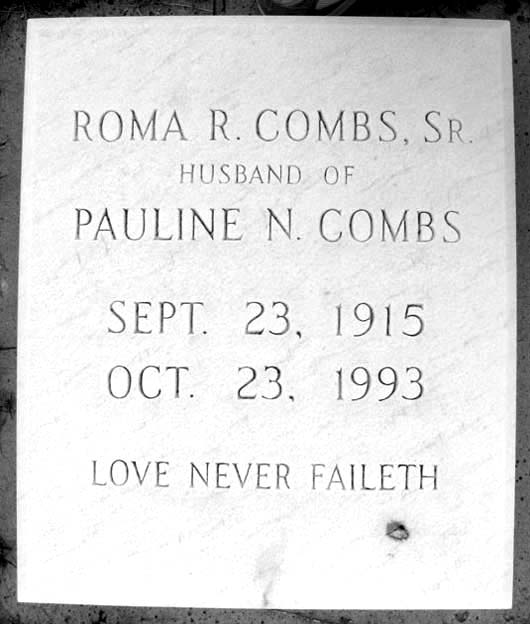 ROMA R. COMBS, SR.
HUSBAND OF
PAULINE N. COMBS
SEPT. 23, 1915
OCT. 23, 1993
LOVE NEVER FAILETH